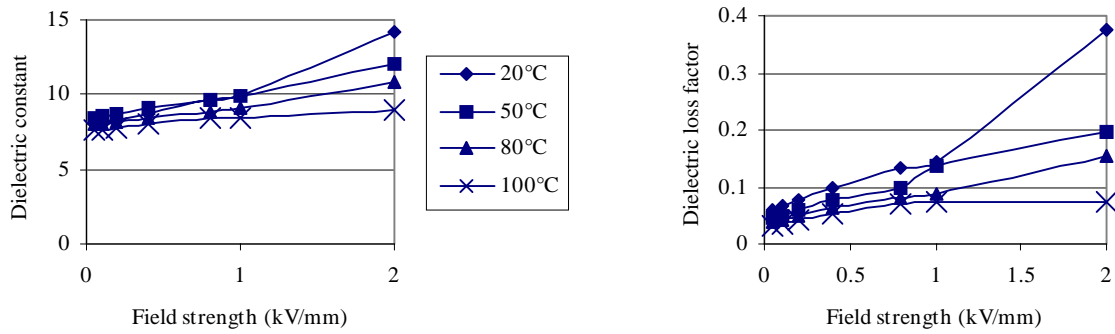 15
10
5
0
Dielectric constant
0
1
2
Field strength (kV/mm)
20°C
50°C
80°C
100°C
0.4
0.3
0.2
0.1
0
Dielectric loss factor
0
0.5
1
1.5
2
Field strength (kV/mm)